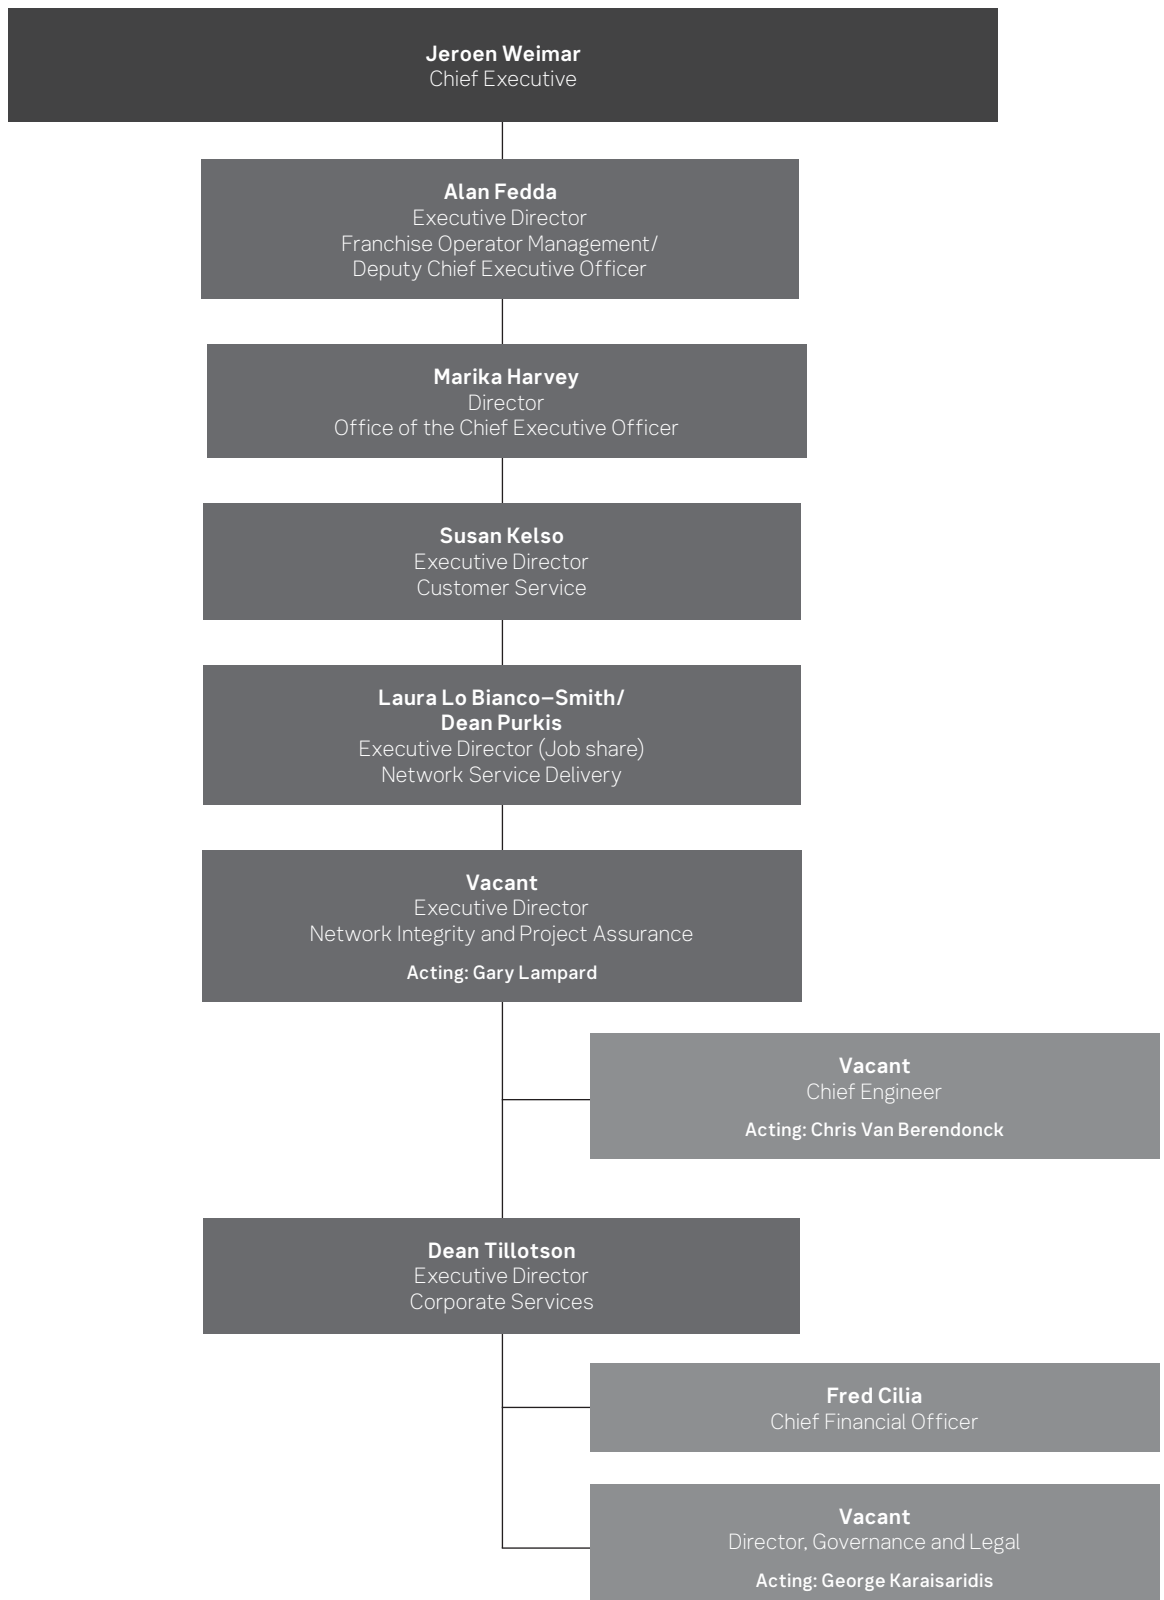 Jeroen Weimar
Chief Executive
Alan Fedda
Executive Director
Franchise Operator Management/
Deputy Chief Executive Officer
Marika Harvey
Director
Office of the Chief Executive Officer
Susan Kelso
Executive Director
Customer Service
Laura Lo Bianco–Smith/
Dean Purkis
Executive Director (Job share)
Network Service Delivery
Vacant
Executive Director
Network Integrity and Project Assurance
Acting: Gary Lampard
Vacant
Chief Engineer
Acting: Chris Van Berendonck
Dean Tillotson
Executive Director
Corporate Services
Fred Cilia
Chief Financial Officer
Vacant
Director, Governance and Legal
Acting: George Karaisaridis